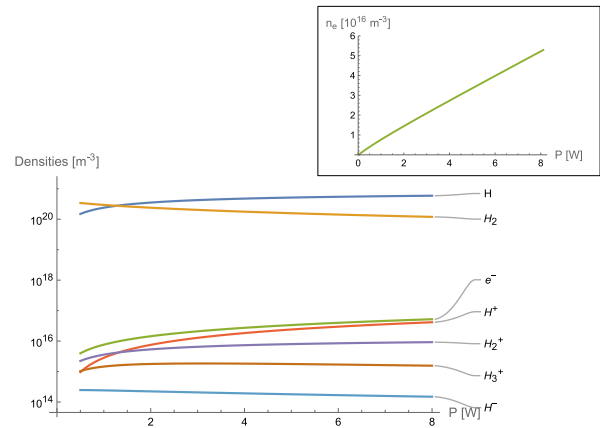 nₑ [10¹⁶ m⁻³]
6
5
4
3
2
1
0 2 4 6 8
P [W]
Densities [m⁻³]
10²⁰
10¹⁸
10¹⁶
10¹⁴
2 4 6 8
P [W]
H
H₂
e⁻
H⁺
H₂⁺
H₃⁺
H⁻